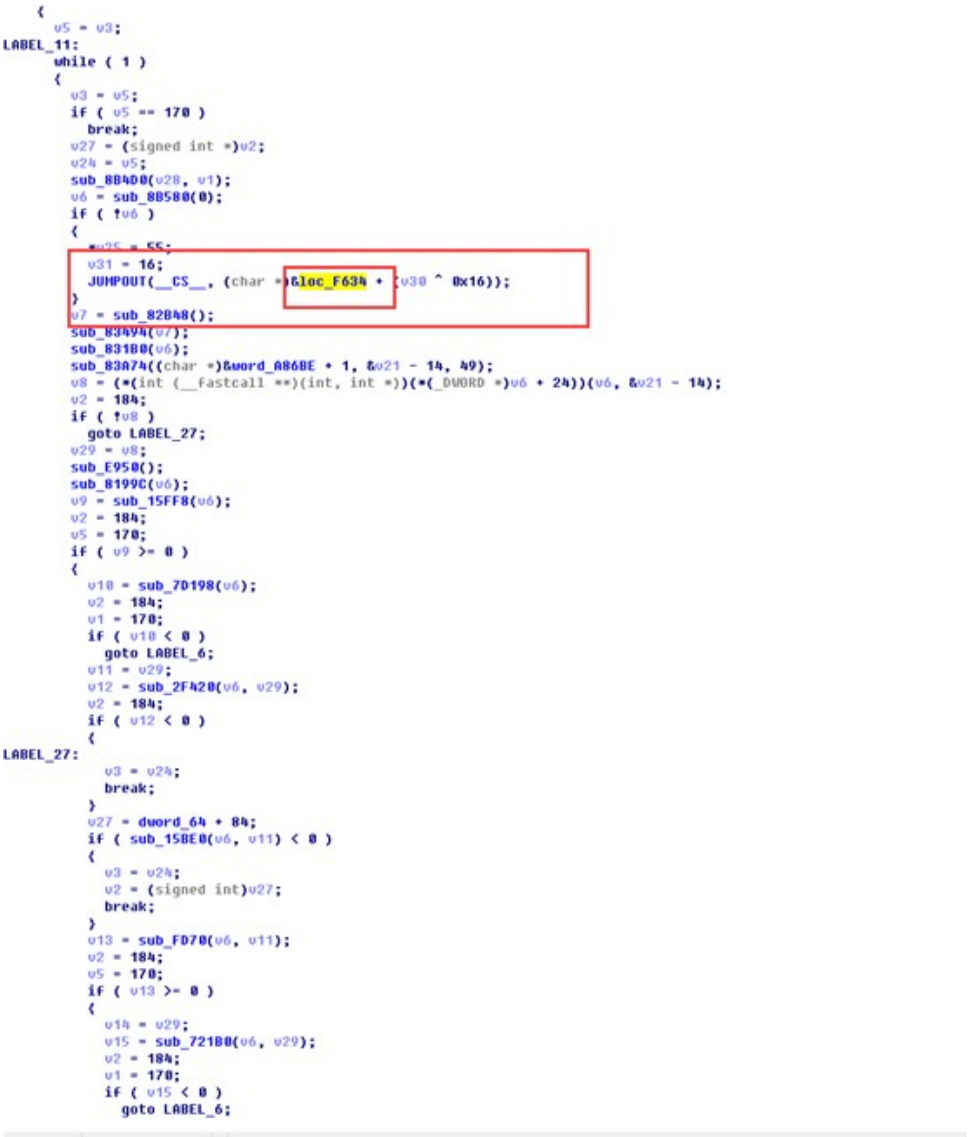 {
v5 = v3;
LABEL_11:
while ( 1 )
{
v3 = v5;
if ( v5 == 170 )
break;
v27 = (signed int *)v2;
v24 = v5;
sub_8B4D0(v28, v1);
v6 = sub_8B580(0);
if ( !v6 )
{
*v25 = 55;
v31 = 16;
JUMPOUT(__CS__, (char *)&loc_F634 + (v30 ^ 0x16));
}
v7 = sub_82B48();
sub_83494(v7);
sub_831B0(v6);
sub_83A74((char *)&word_A86BE + 1, &v21 - 14, 49);
v8 = (*(int (__fastcall **)(int, int *))(*(_DWORD *)v6 + 24))(v6, &v21 - 14);
v2 = 184;
if ( !v8 )
goto LABEL_27;
v29 = v8;
sub_E950();
sub_8199C(v6);
v9 = sub_15FF8(v6);
v2 = 184;
v5 = 170;
if ( v9 >= 0 )
{
v10 = sub_7D198(v6);
v2 = 184;
v1 = 170;
if ( v10 < 0 )
goto LABEL_6;
v11 = v29;
v12 = sub_2F420(v6, v29);
v2 = 184;
if ( v12 < 0 )
{
LABEL_27:
v3 = v24;
break;
}
v27 = dword_64 + 84;
if ( sub_15BE0(v6, v11) < 0 )
{
v3 = v24;
v2 = (signed int)v27;
break;
}
v13 = sub_FD70(v6, v11);
v2 = 184;
v5 = 170;
if ( v13 >= 0 )
{
v14 = v29;
v15 = sub_721B0(v6, v29);
v2 = 184;
v1 = 170;
if ( v15 < 0 )
goto LABEL_6;